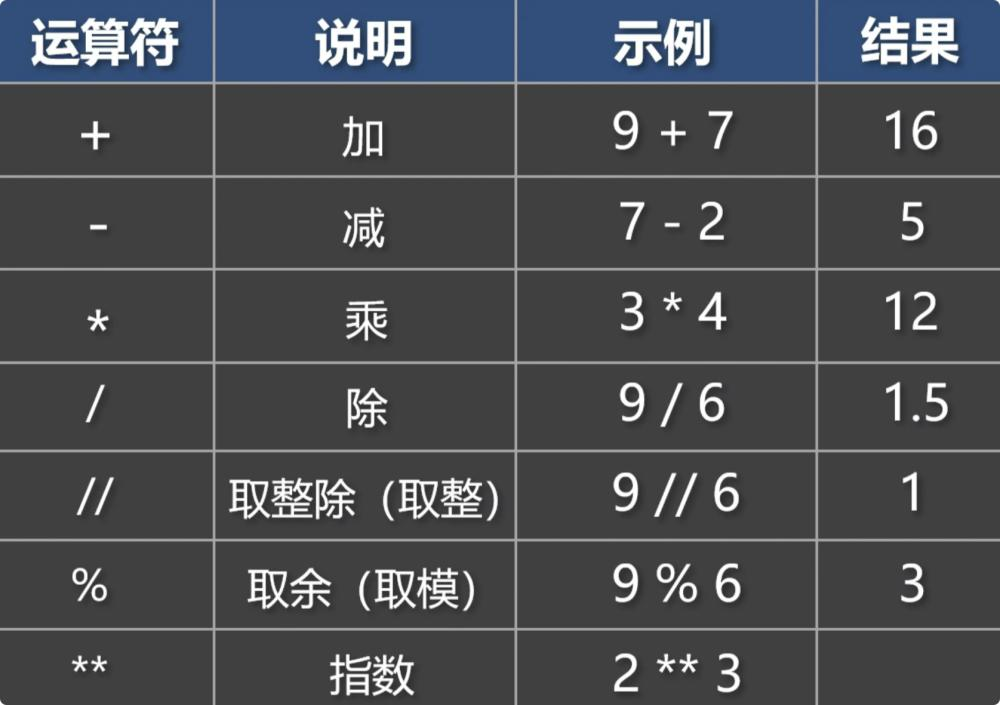 运算符 说明 示例 结果
+ 加 9 + 7 16
- 减 7 - 2 5
* 乘 3 * 4 12
/ 除 9 / 6 1.5
// 取整除（取整） 9 // 6 1
% 取余（取模） 9 % 6 3
** 指数 2 ** 3